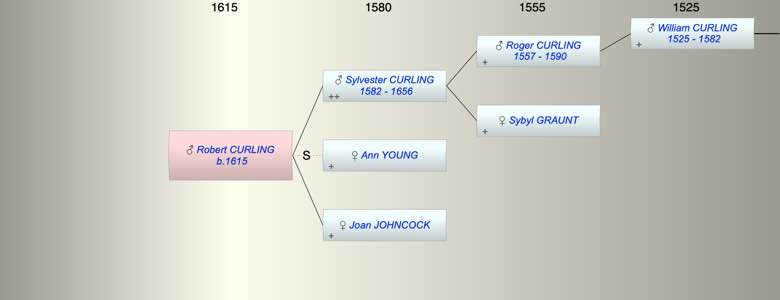 1615 1580 1555 1525
♂ William CURLING
1525 - 1582
+
♂ Roger CURLING
1557 - 1590
+
♂ Sylvester CURLING
1582 - 1656
++
♀ Sybyl GRAUNT
+
♂ Robert CURLING
b.1615
S
♀ Ann YOUNG
+
♀ Joan JOHNCOCK
+